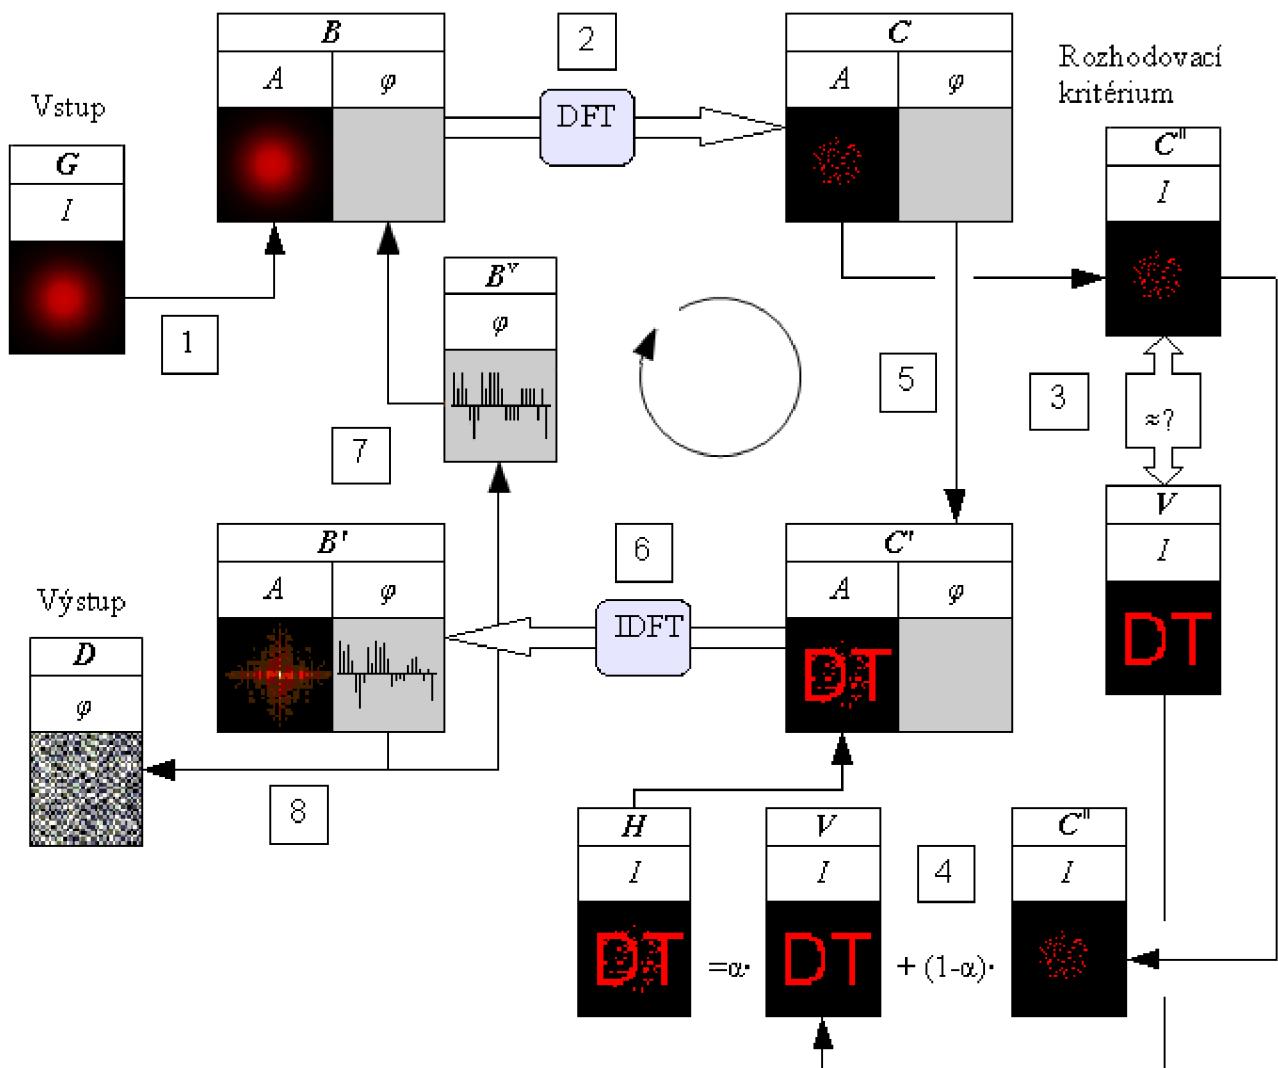 B
2
C
A φ
DFT
A φ
Rozhodovací
kritérium
Vstup
G
I
C"
I
1
Bᵛ
φ
5
3
≈?
7
V
I
B'
6
C'
A φ
IDFT
A φ
DT
DT
Výstup
D
φ
8
H
V
4
C"
I
I
I
DT
=α·
DT
+ (1-α)·